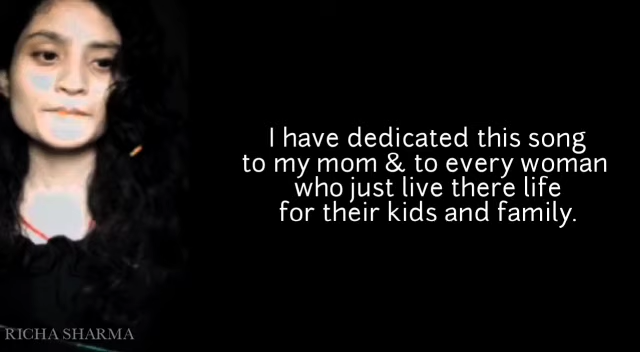 I have dedicated this song
to my mom & to every woman
who just live there life
for their kids and family.
RICHA SHARMA